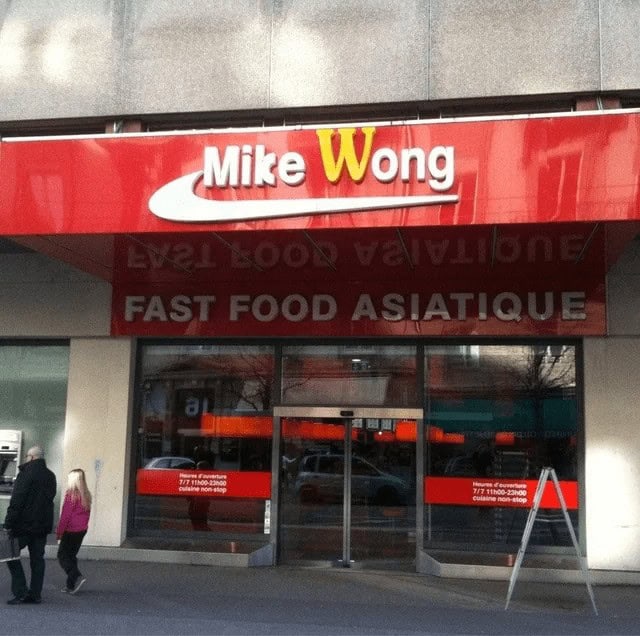 Mike Wong
FAST FOOD ASIATIQUE
Heures d'ouverture
7/7 11h00-23h00
cuisine non-stop
Heures d'ouverture
7/7 11h00-23h00
cuisine non-stop